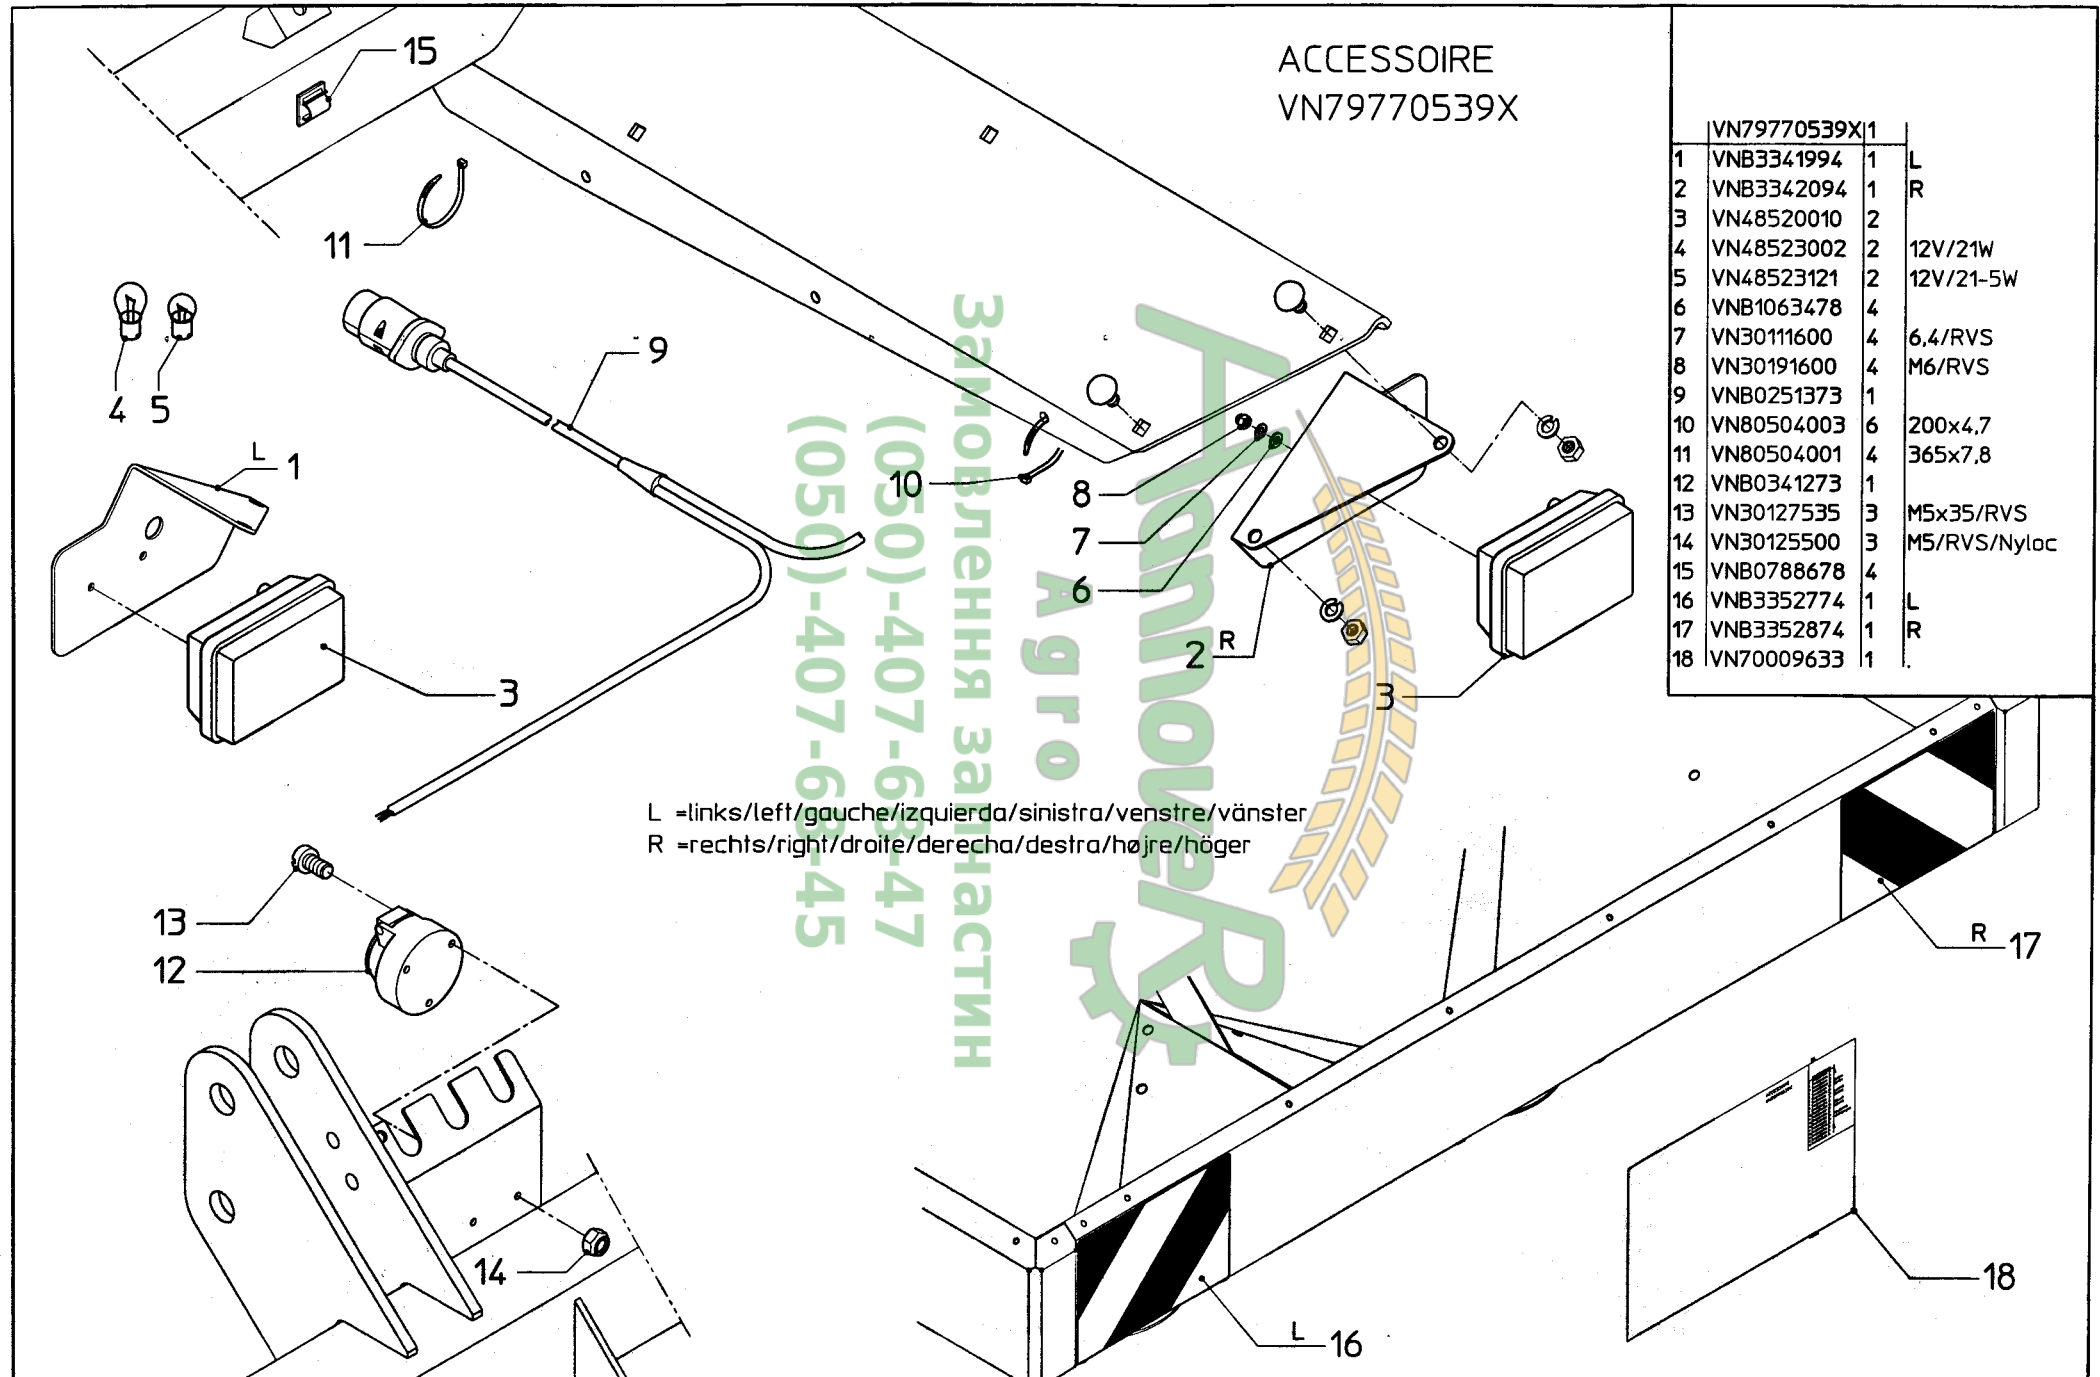 ACCESSOIRE
VN79770539X
VN79770539X 1
1 VNB3341994 1 L
2 VNB3342094 1 R
3 VN48520010 2
4 VN48523002 2 12V/21W
5 VN48523121 2 12V/21-5W
6 VNB1063478 4
7 VN30111600 4 6,4/RVS
8 VN30191600 4 M6/RVS
9 VNB0251373 1
10 VN80504003 6 200x4,7
11 VN80504001 4 365x7,8
12 VNB0341273 1
13 VN30127535 3 M5x35/RVS
14 VN30125500 3 M5/RVS/Nyloc
15 VNB0788678 4
16 VNB3352774 1 L
17 VNB3352874 1 R
18 VN70009633 1
15
11
9
4 5
L 1
10
8
7
6
2 R
3
3
L =links/left/gauche/izquierda/sinistra/venstre/vänster
R =rechts/right/droite/derecha/destra/højre/höger
13
12
14
R 17
18
L 16
HannoveR
Agro
Замовлення запчастин
(050)-407-68-47
(050)-407-68-45